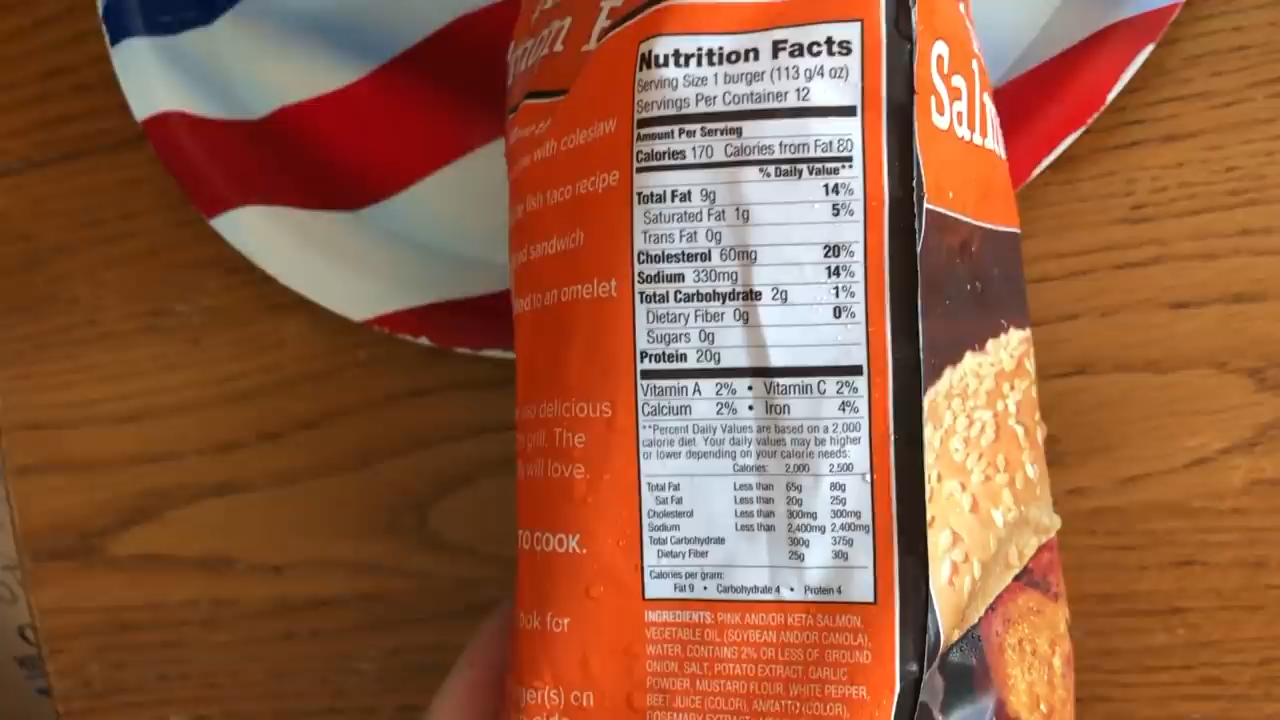 with coleslaw
fish taco recipe
sandwich
to an omelet
delicious
grill. The
will love.
TO COOK.
for
on
Nutrition Facts
Serving Size 1 burger (113 g/4 oz)
Servings Per Container 12
Amount Per Serving
Calories 170 Calories from Fat 80
% Daily Value**
Total Fat 9g 14%
Saturated Fat 1g 5%
Trans Fat 0g
Cholesterol 60mg 20%
Sodium 330mg 14%
Total Carbohydrate 2g 1%
Dietary Fiber 0g 0%
Sugars 0g
Protein 20g
Vitamin A 2% • Vitamin C 2%
Calcium 2% • Iron 4%
**Percent Daily Values are based on a 2,000
calorie diet. Your daily values may be higher
or lower depending on your calorie needs:
Calories: 2,000 2,500
Total Fat Less than 65g 80g
Sat Fat Less than 20g 25g
Cholesterol Less than 300mg 300mg
Sodium Less than 2,400mg 2,400mg
Total Carbohydrate 300g 375g
Dietary Fiber 25g 30g
Calories per gram:
Fat 9 • Carbohydrate 4 • Protein 4
INGREDIENTS: PINK AND/OR KETA SALMON,
VEGETABLE OIL (SOYBEAN AND/OR CANOLA),
WATER, CONTAINS 2% OR LESS OF: GROUND
ONION, SALT, POTATO EXTRACT, GARLIC
POWDER, MUSTARD FLOUR, WHITE PEPPER,
BEET JUICE (COLOR), ANNATTO (COLOR),
ROSEMARY
Salm